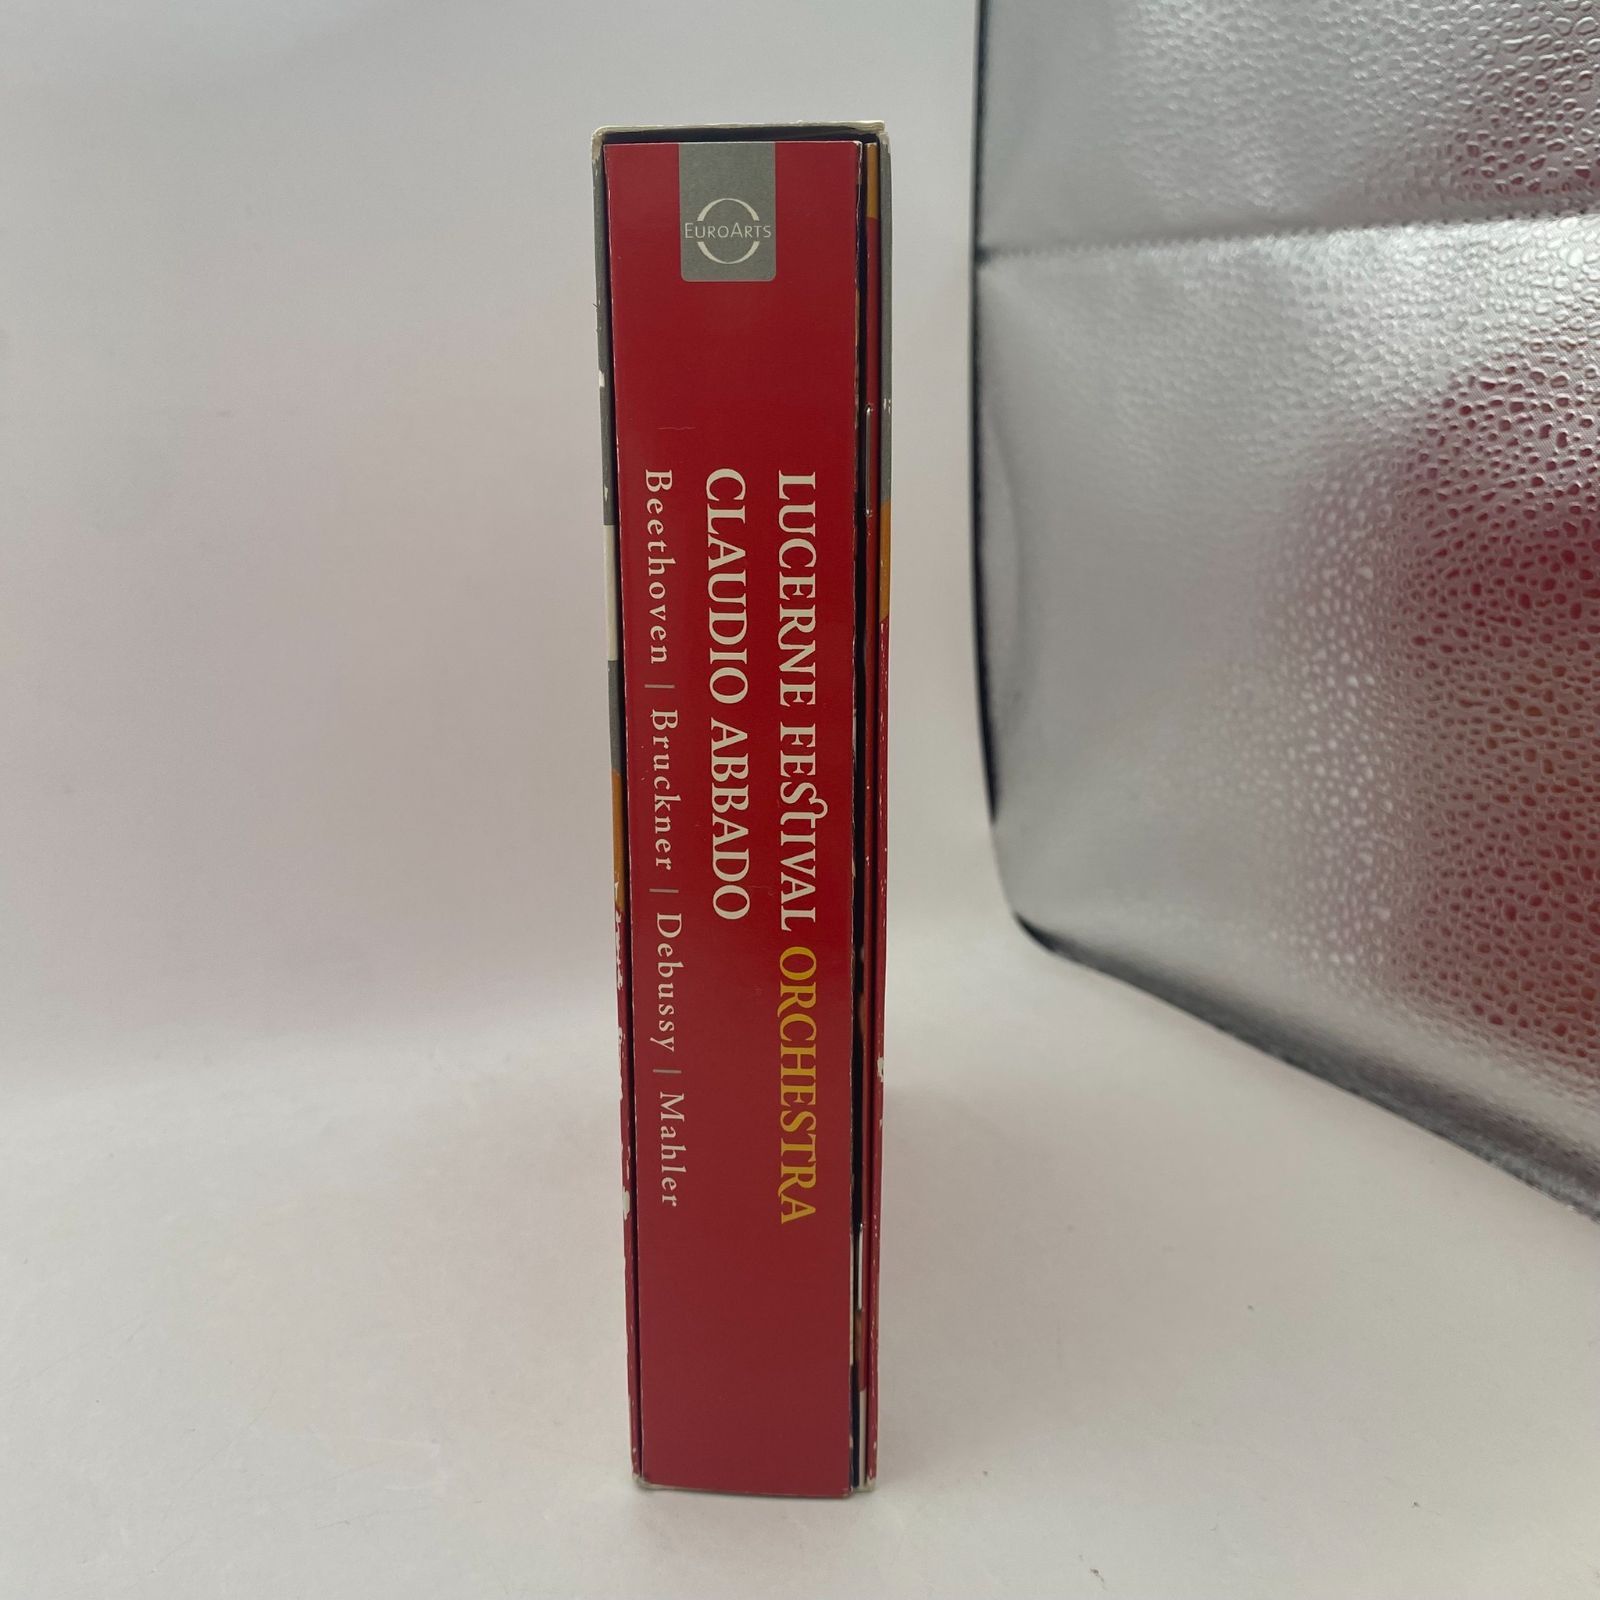 EUROARTS
LUCERNE FESTIVAL ORCHESTRA
CLAUDIO ABBADO
Beethoven | Bruckner | Debussy | Mahler